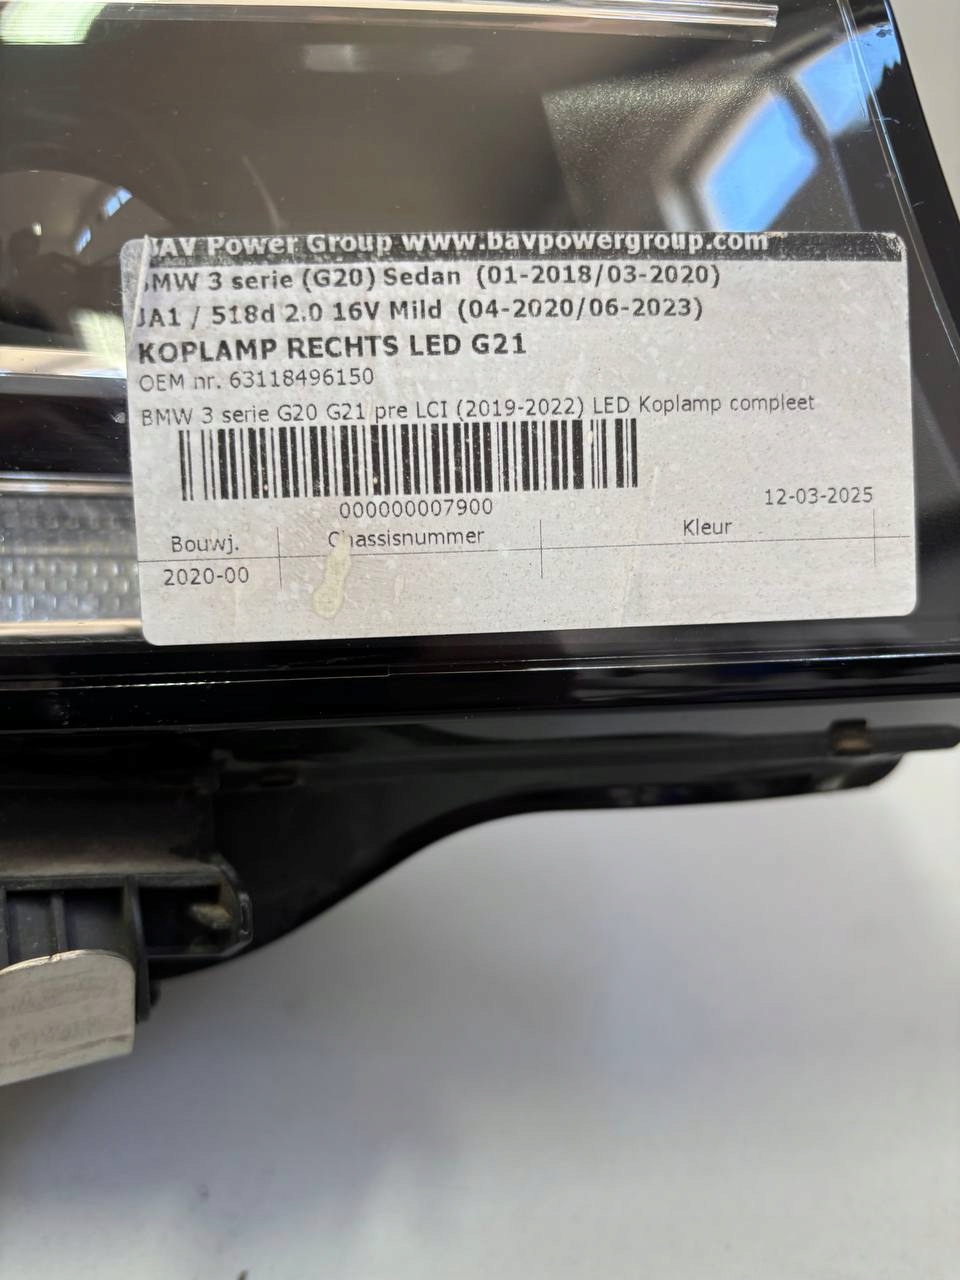 BAV Power Group www.bavpowergroup.com
BMW 3 serie (G20) Sedan (01-2018/03-2020)
JA1 / 518d 2.0 16V Mild (04-2020/06-2023)
KOPLAMP RECHTS LED G21
OEM nr. 63118496150
BMW 3 serie G20 G21 pre LCI (2019-2022) LED Koplamp compleet
000000007900
12-03-2025
Bouwj. Chassisnummer Kleur
2020-00